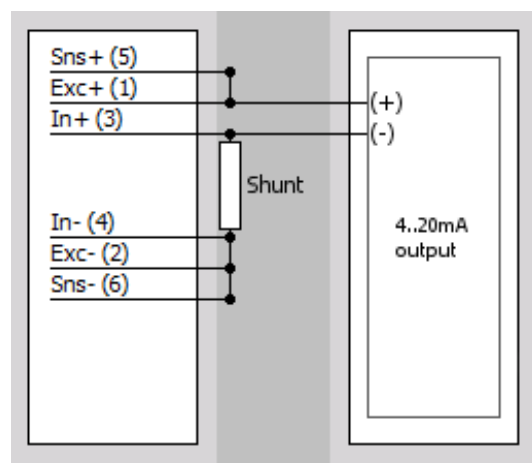 Sns+ (5)
Exc+ (1)
In+ (3)
(+)
(-)
Shunt
In- (4)
Exc- (2)
Sns- (6)
4..20mA
output